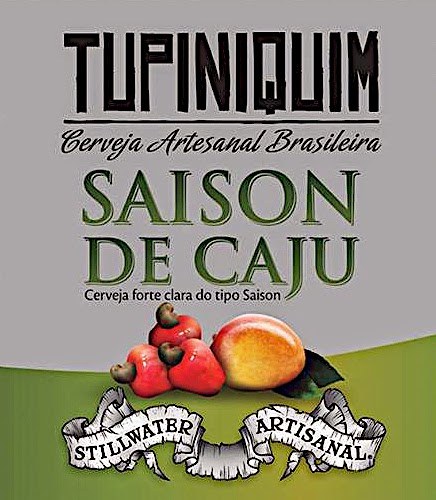 TUPINIQUIM
Cerveja Artesanal Brasileira
SAISON
DE CAJU
Cerveja forte clara do tipo Saison
STILLWATER ARTISANAL®